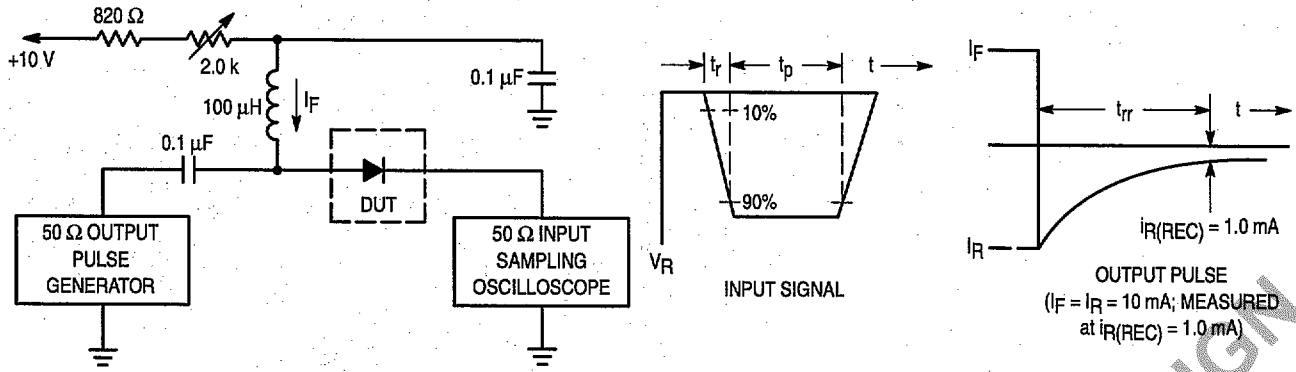 820 Ω
+10 V
2.0 k
100 µH
I_F
0.1 µF
0.1 µF
DUT
50 Ω OUTPUT
PULSE
GENERATOR
50 Ω INPUT
SAMPLING
OSCILLOSCOPE
t_r
t_p
t
10%
90%
V_R
INPUT SIGNAL
I_F
t_rr
t
I_R
i_R(REC) = 1.0 mA
OUTPUT PULSE
(I_F = I_R = 10 mA; MEASURED
at i_R(REC) = 1.0 mA)
IGN